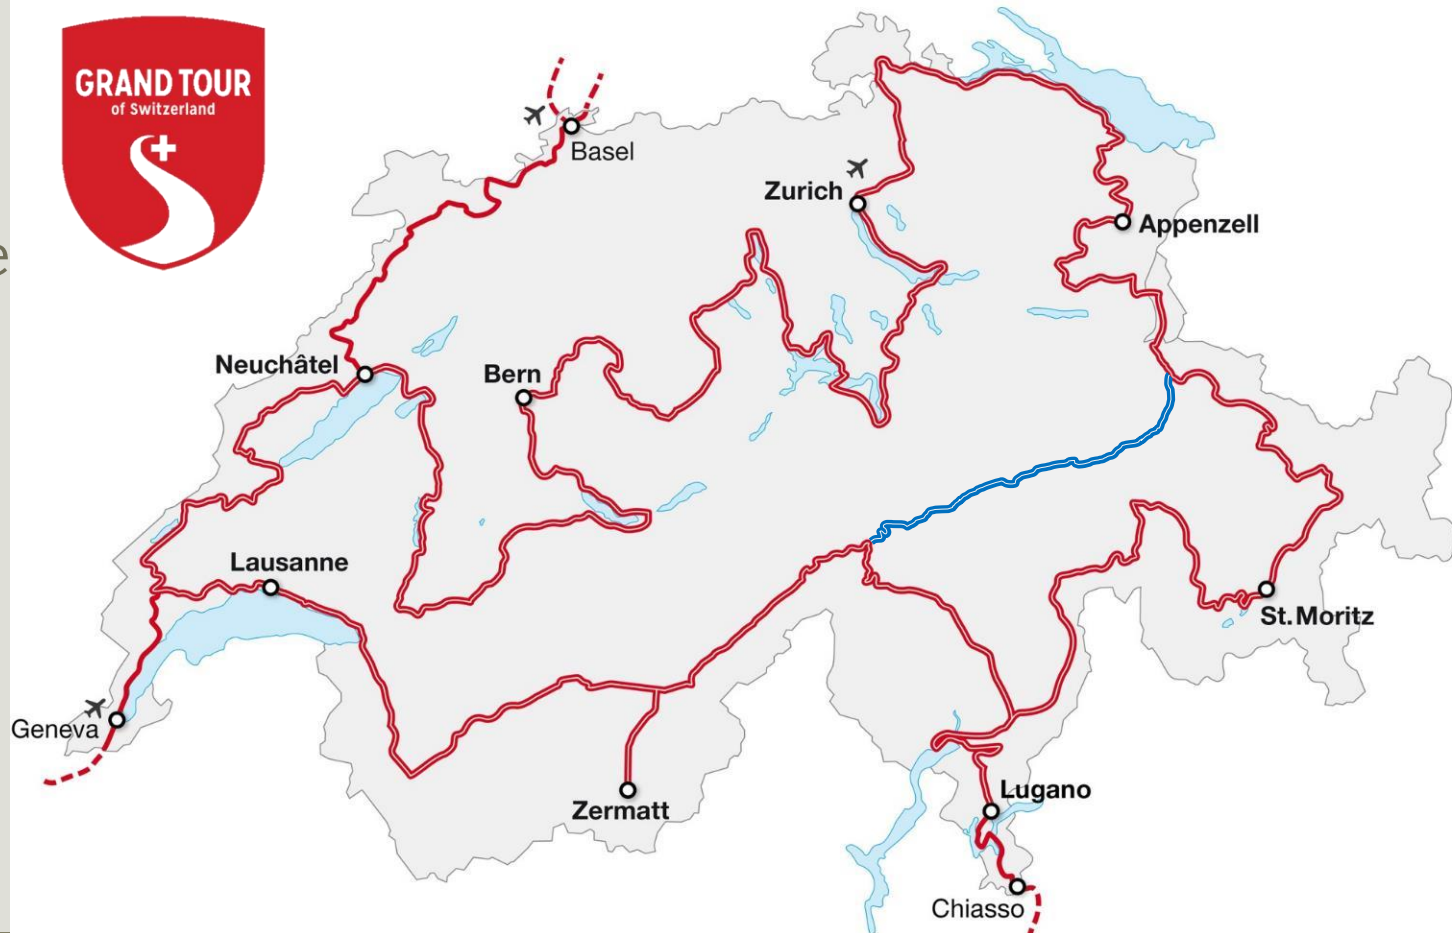 GRAND TOUR
of Switzerland
Basel
Zurich
Appenzell
e
Neuchâtel
Bern
Lausanne
St. Moritz
Geneva
Zermatt
Lugano
Chiasso